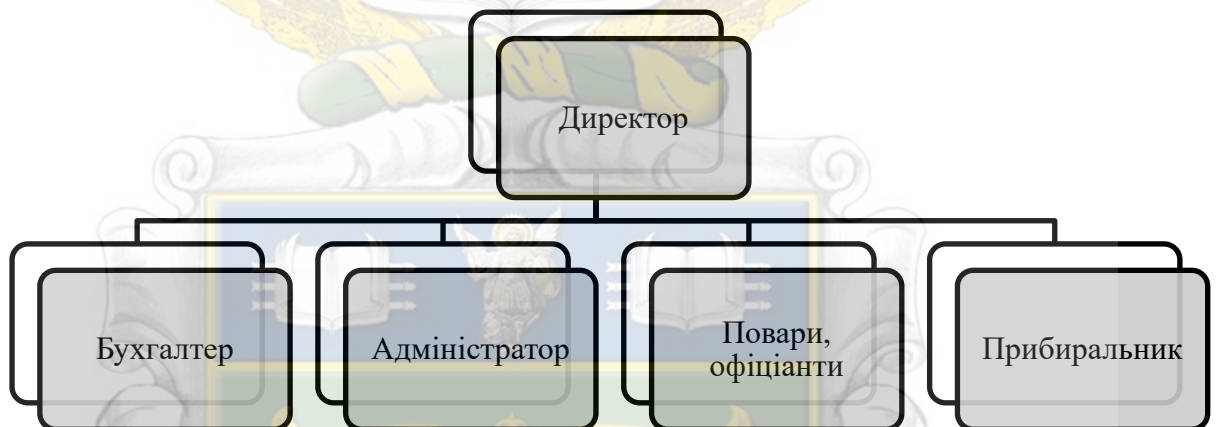 Директор
Бухгалтер
Адміністратор
Повари,
офіціанти
Прибиральник